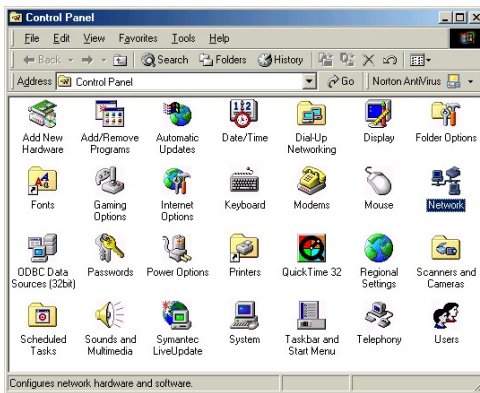 Control Panel
File Edit View Favorites Tools Help
Back Search Folders History
Address Control Panel Go Norton AntiVirus
Add New Hardware
Add/Remove Programs
Automatic Updates
Date/Time
Dial-Up Networking
Display
Folder Options
Fonts
Gaming Options
Internet Options
Keyboard
Modems
Mouse
Network
ODBC Data Sources (32bit)
Passwords
Power Options
Printers
QuickTime 32
Regional Settings
Scanners and Cameras
Scheduled Tasks
Sounds and Multimedia
Symantec LiveUpdate
System
Taskbar and Start Menu
Telephony
Users
Configures network hardware and software.